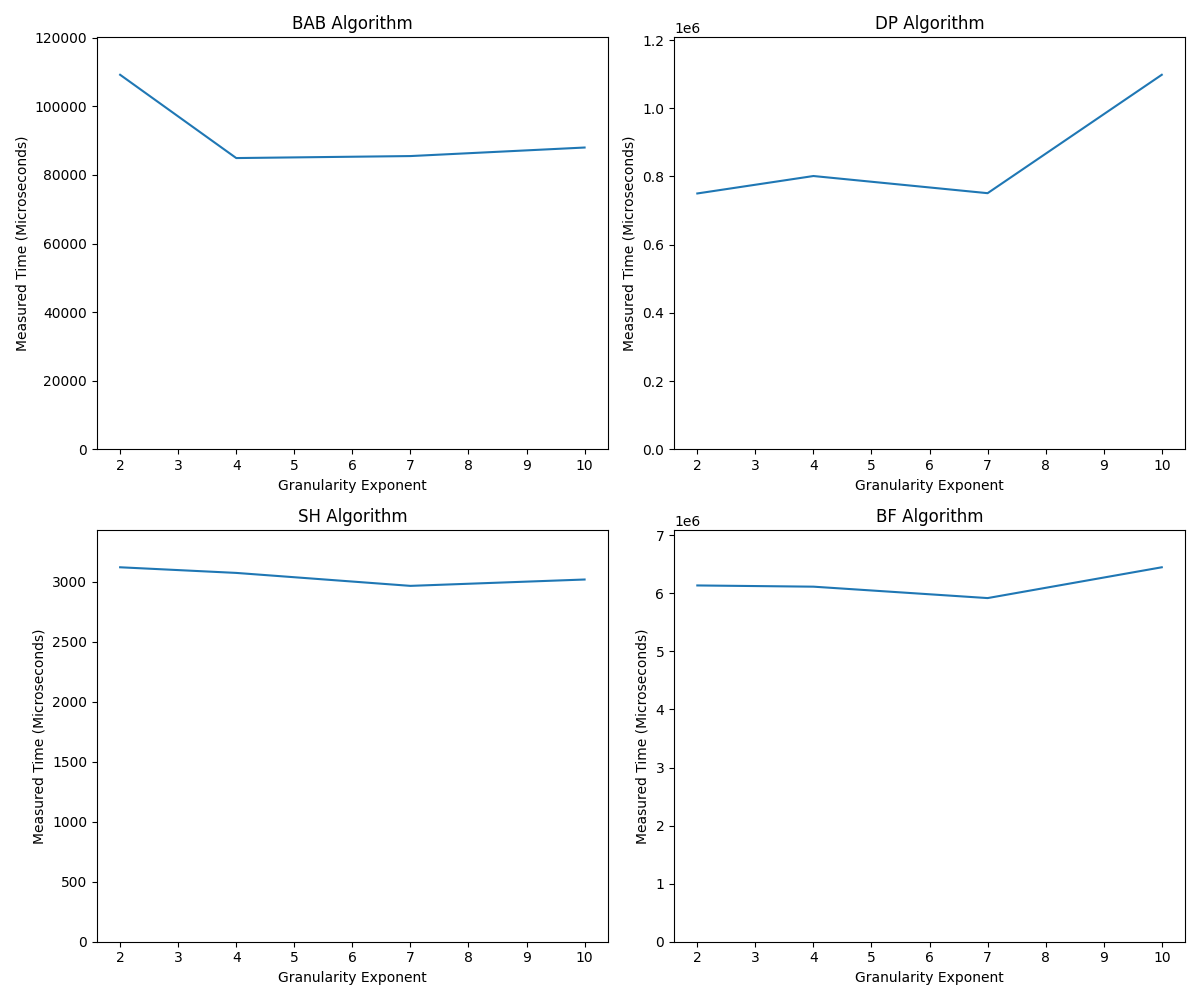 BAB Algorithm
120000
100000
80000
60000
40000
20000
0
Measured Time (Microseconds)
2 3 4 5 6 7 8 9 10
Granularity Exponent
DP Algorithm
1e6
1.2
1.0
0.8
0.6
0.4
0.2
0.0
Measured Time (Microseconds)
2 3 4 5 6 7 8 9 10
Granularity Exponent
SH Algorithm
3000
2500
2000
1500
1000
500
0
Measured Time (Microseconds)
2 3 4 5 6 7 8 9 10
Granularity Exponent
BF Algorithm
1e6
7
6
5
4
3
2
1
0
Measured Time (Microseconds)
2 3 4 5 6 7 8 9 10
Granularity Exponent